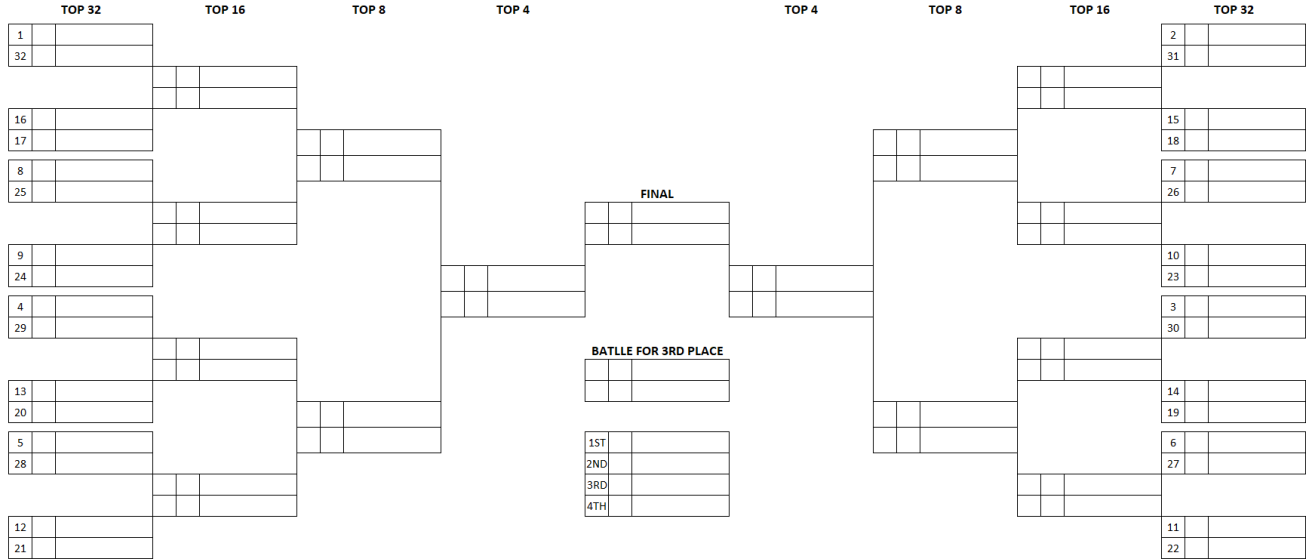 TOP 32 TOP 16 TOP 8 TOP 4 TOP 4 TOP 8 TOP 16 TOP 32
1 2
32 31
16 15
17 18
8 7
25 26
FINAL
9 10
24 23
4 3
29 30
BATLLE FOR 3RD PLACE
13 14
20 19
5 1ST 6
28 2ND 27
3RD
4TH
12 11
21 22